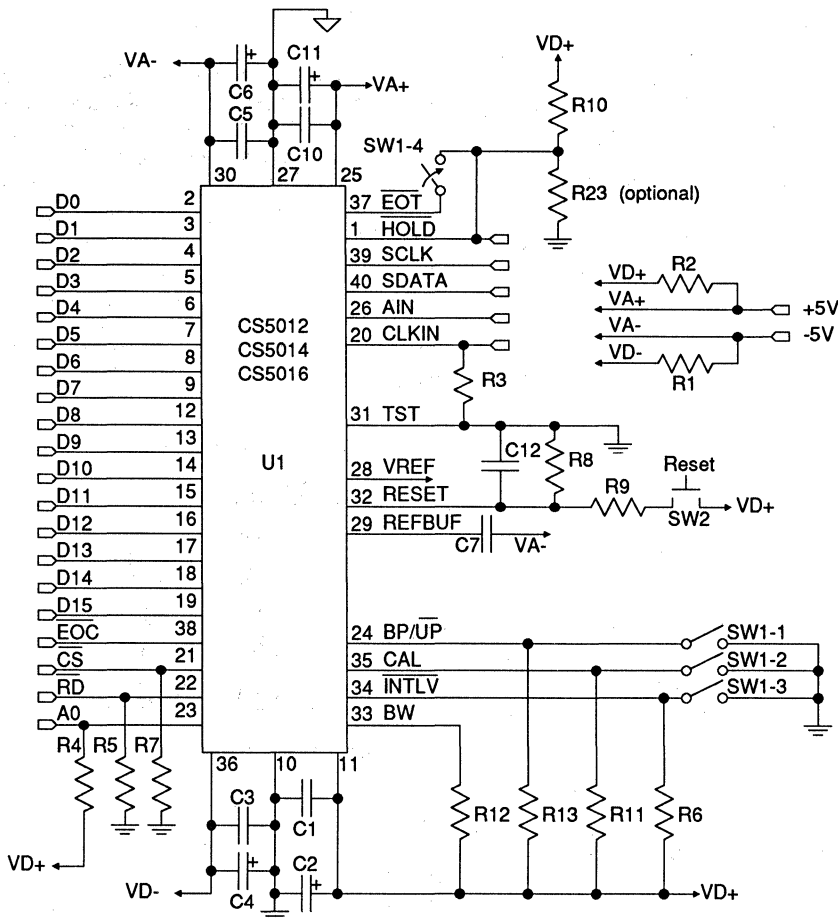 VA-
C6
C5
C11
C10
VA+
VD+
R10
SW1-4
R23 (optional)
30 27 25
D0 2
D1 3
D2 4
D3 5
D4 6
D5 7
D6 8
D7 9
D8 12
D9 13
D10 14
D11 15
D12 16
D13 17
D14 18
D15 19
EOC 38
CS 21
RD 22
A0 23
CS5012
CS5014
CS5016
U1
37 EOT
1 HOLD
39 SCLK
40 SDATA
26 AIN
20 CLKIN
31 TST
28 VREF
32 RESET
29 REFBUF
24 BP/UP
35 CAL
34 INTLV
33 BW
VD+ R2
VA+ +5V
VA- -5V
VD- R1
R3
C12
R8
R9
Reset
SW2
VD+
C7
VA-
SW1-1
SW1-2
SW1-3
R4 R5 R7
36 10 11
C3
C1
C2
C4
R12 R13 R11 R6
VD+
VD-
VD+